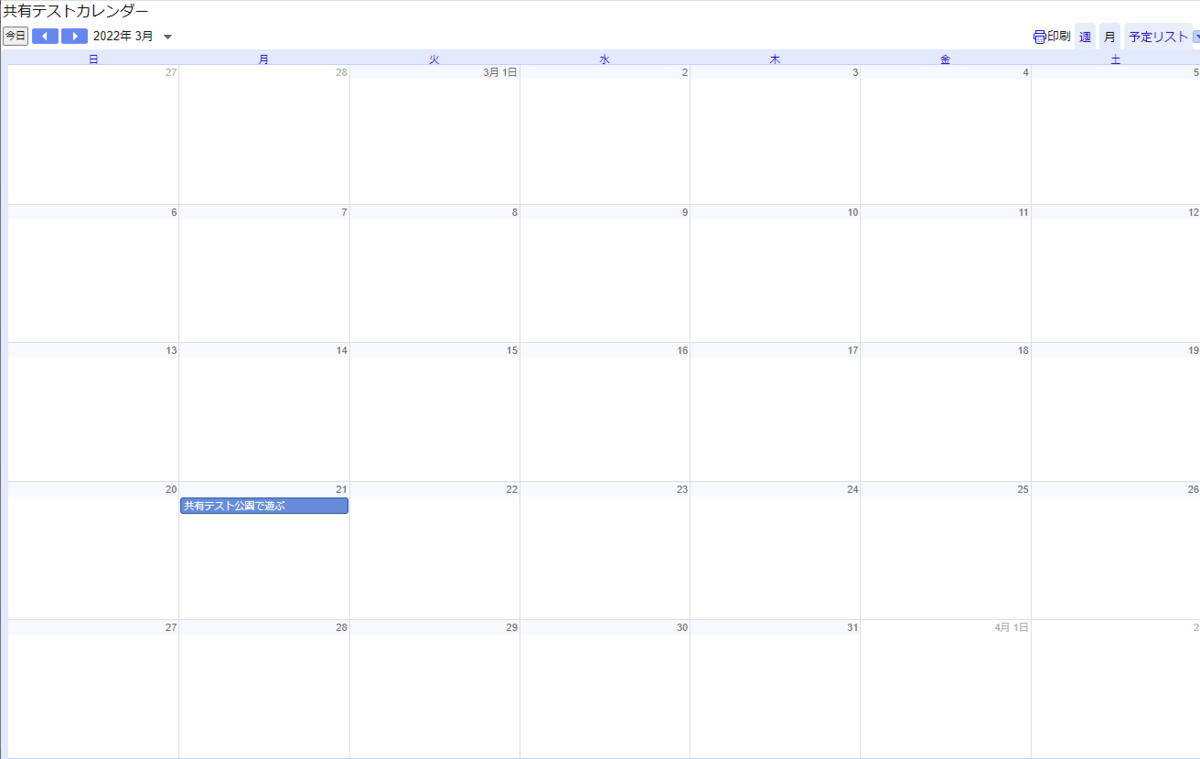 共有テストカレンダー
今日 2022年 3月 印刷 週 月 予定リスト
日 月 火 水 木 金 土
27 28 3月 1日 2 3 4 5
6 7 8 9 10 11 12
13 14 15 16 17 18 19
20 21 22 23 24 25 26
共有テスト公園で遊ぶ
27 28 29 30 31 4月 1日 2